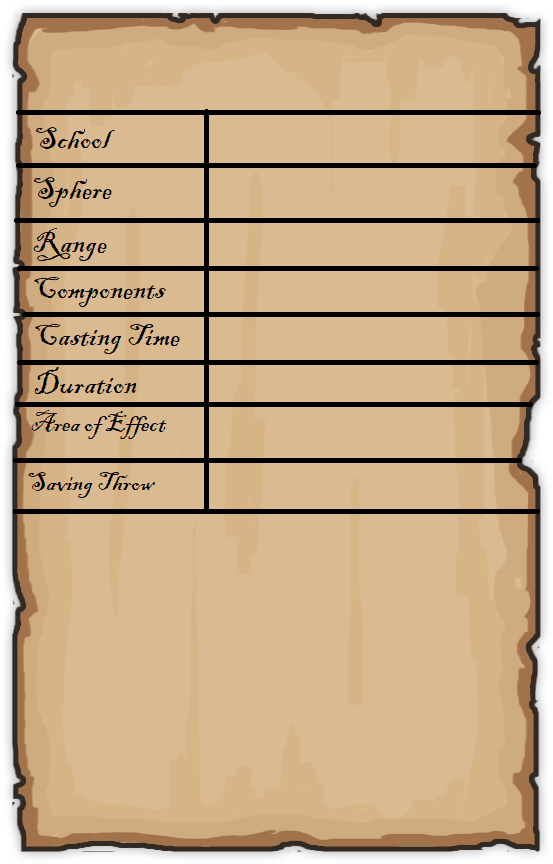 School
Sphere
Range
Components
Casting Time
Duration
Area of Effect
Saving Throw